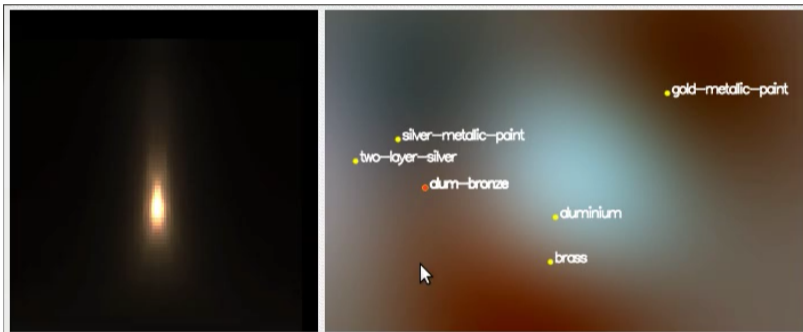 gold-metallic-paint
silver-metallic-paint
two-layer-silver
alum-bronze
aluminium
brass